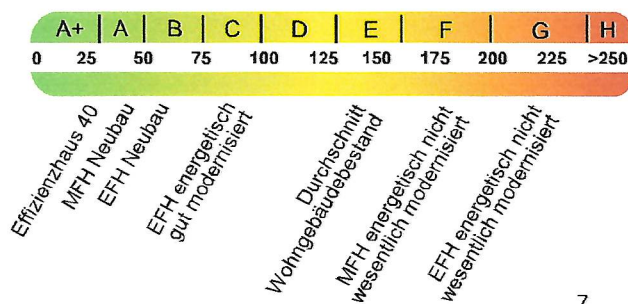 A+ A B C D E F G H
0 25 50 75 100 125 150 175 200 225 >250
Effizienzhaus 40
MFH Neubau
EFH Neubau
EFH energetisch
gut modernisiert
Durchschnitt
Wohngebäudebestand
MFH energetisch nicht
wesentlich modernisiert
EFH energetisch nicht
wesentlich modernisiert
7